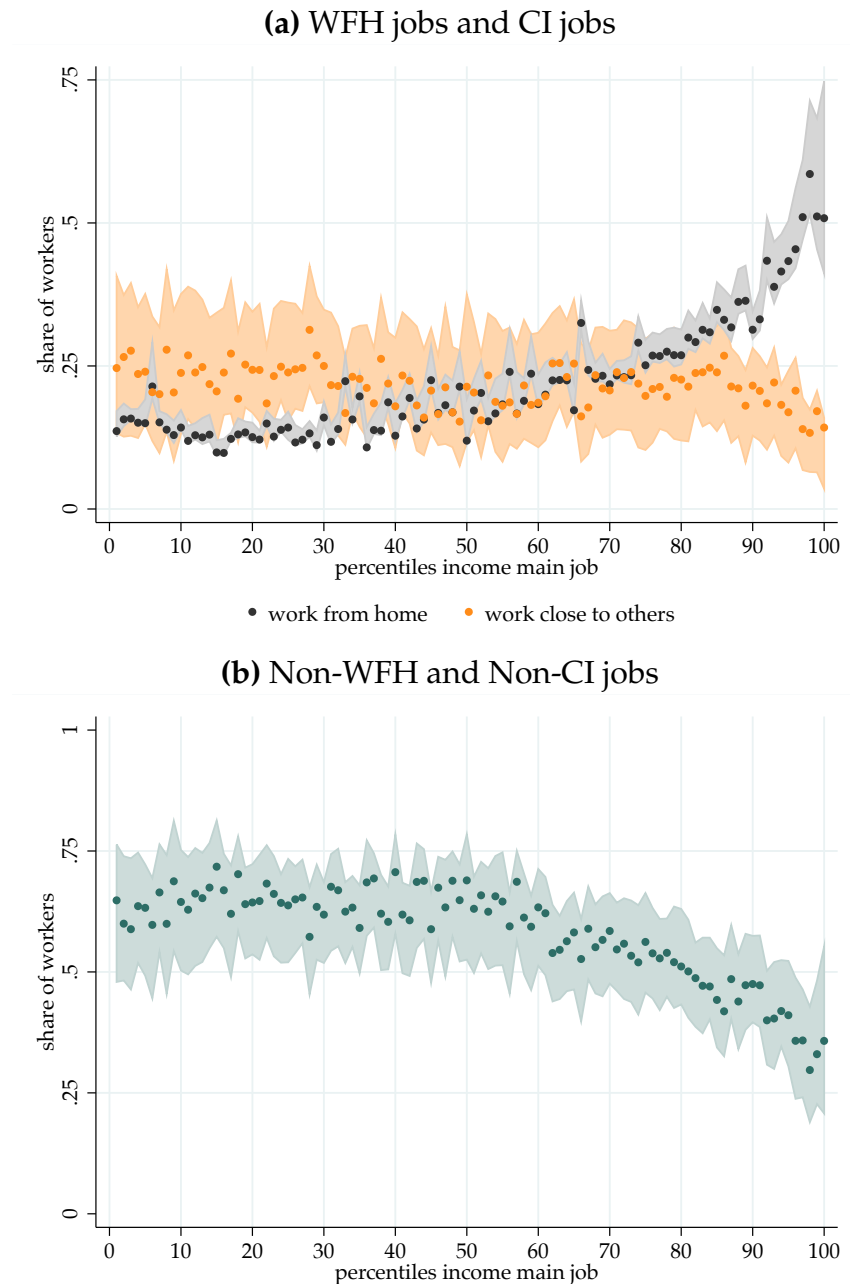 (a) WFH jobs and CI jobs
share of workers
.75
.5
.25
0
0 10 20 30 40 50 60 70 80 90 100
percentiles income main job
work from home work close to others
(b) Non-WFH and Non-CI jobs
share of workers
1
.75
.5
.25
0
0 10 20 30 40 50 60 70 80 90 100
percentiles income main job